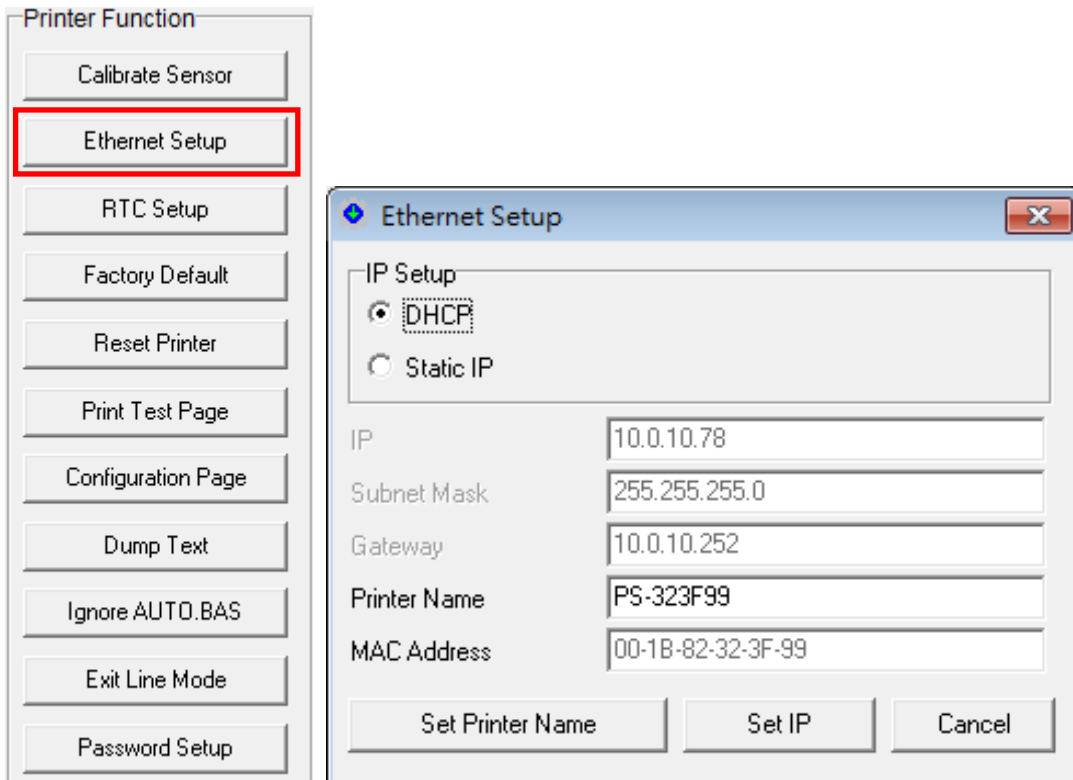 Printer Function
Calibrate Sensor
Ethernet Setup
RTC Setup
Factory Default
Reset Printer
Print Test Page
Configuration Page
Dump Text
Ignore AUTO.BAS
Exit Line Mode
Password Setup
Ethernet Setup
IP Setup
DHCP
Static IP
IP 10.0.10.78
Subnet Mask 255.255.255.0
Gateway 10.0.10.252
Printer Name PS-323F99
MAC Address 00-1B-82-32-3F-99
Set Printer Name Set IP Cancel